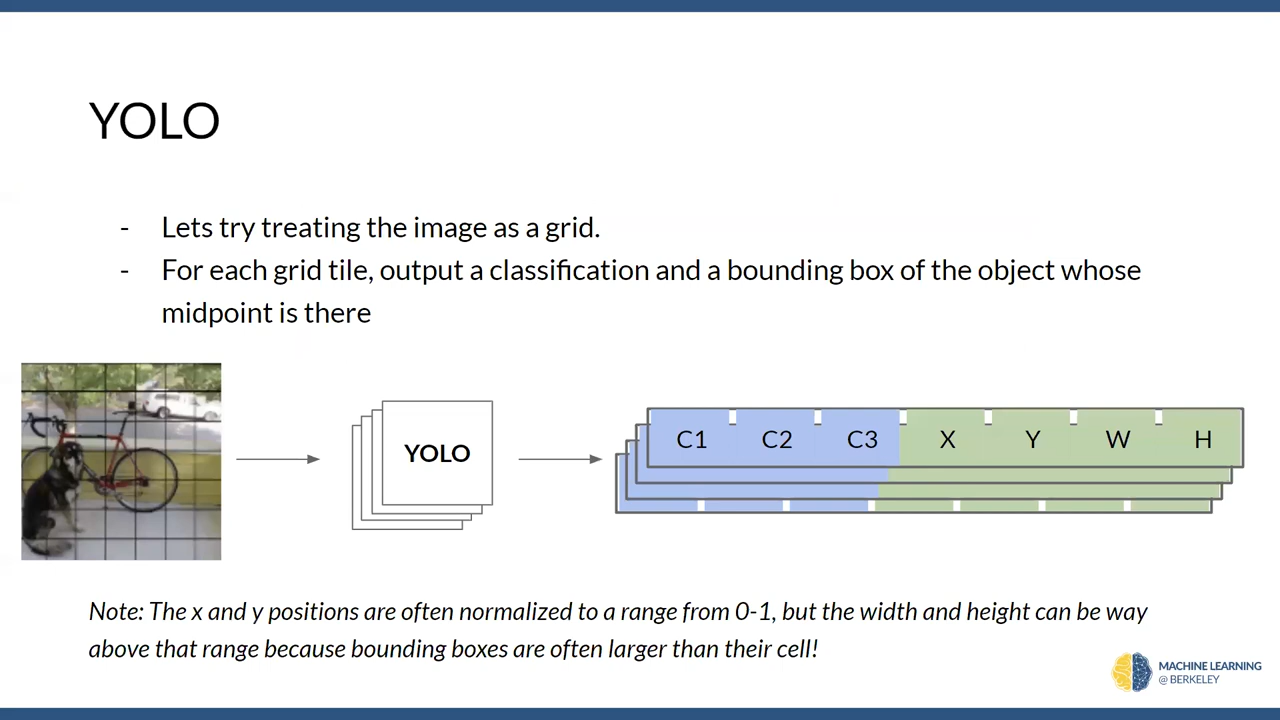 YOLO
- Lets try treating the image as a grid.
- For each grid tile, output a classification and a bounding box of the object whose
midpoint is there
YOLO
C1 C2 C3 X Y W H
Note: The x and y positions are often normalized to a range from 0-1, but the width and height can be way
above that range because bounding boxes are often larger than their cell!
MACHINE LEARNING
@ BERKELEY